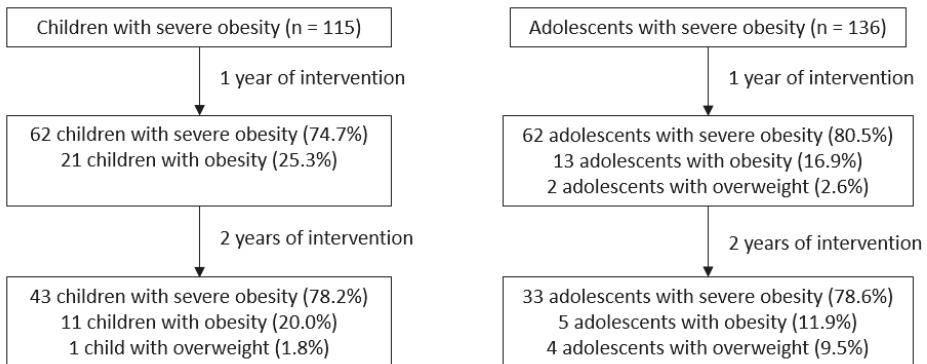 Children with severe obesity (n = 115)
1 year of intervention
62 children with severe obesity (74.7%)
21 children with obesity (25.3%)
2 years of intervention
43 children with severe obesity (78.2%)
11 children with obesity (20.0%)
1 child with overweight (1.8%)
Adolescents with severe obesity (n = 136)
1 year of intervention
62 adolescents with severe obesity (80.5%)
13 adolescents with obesity (16.9%)
2 adolescents with overweight (2.6%)
2 years of intervention
33 adolescents with severe obesity (78.6%)
5 adolescents with obesity (11.9%)
4 adolescents with overweight (9.5%)